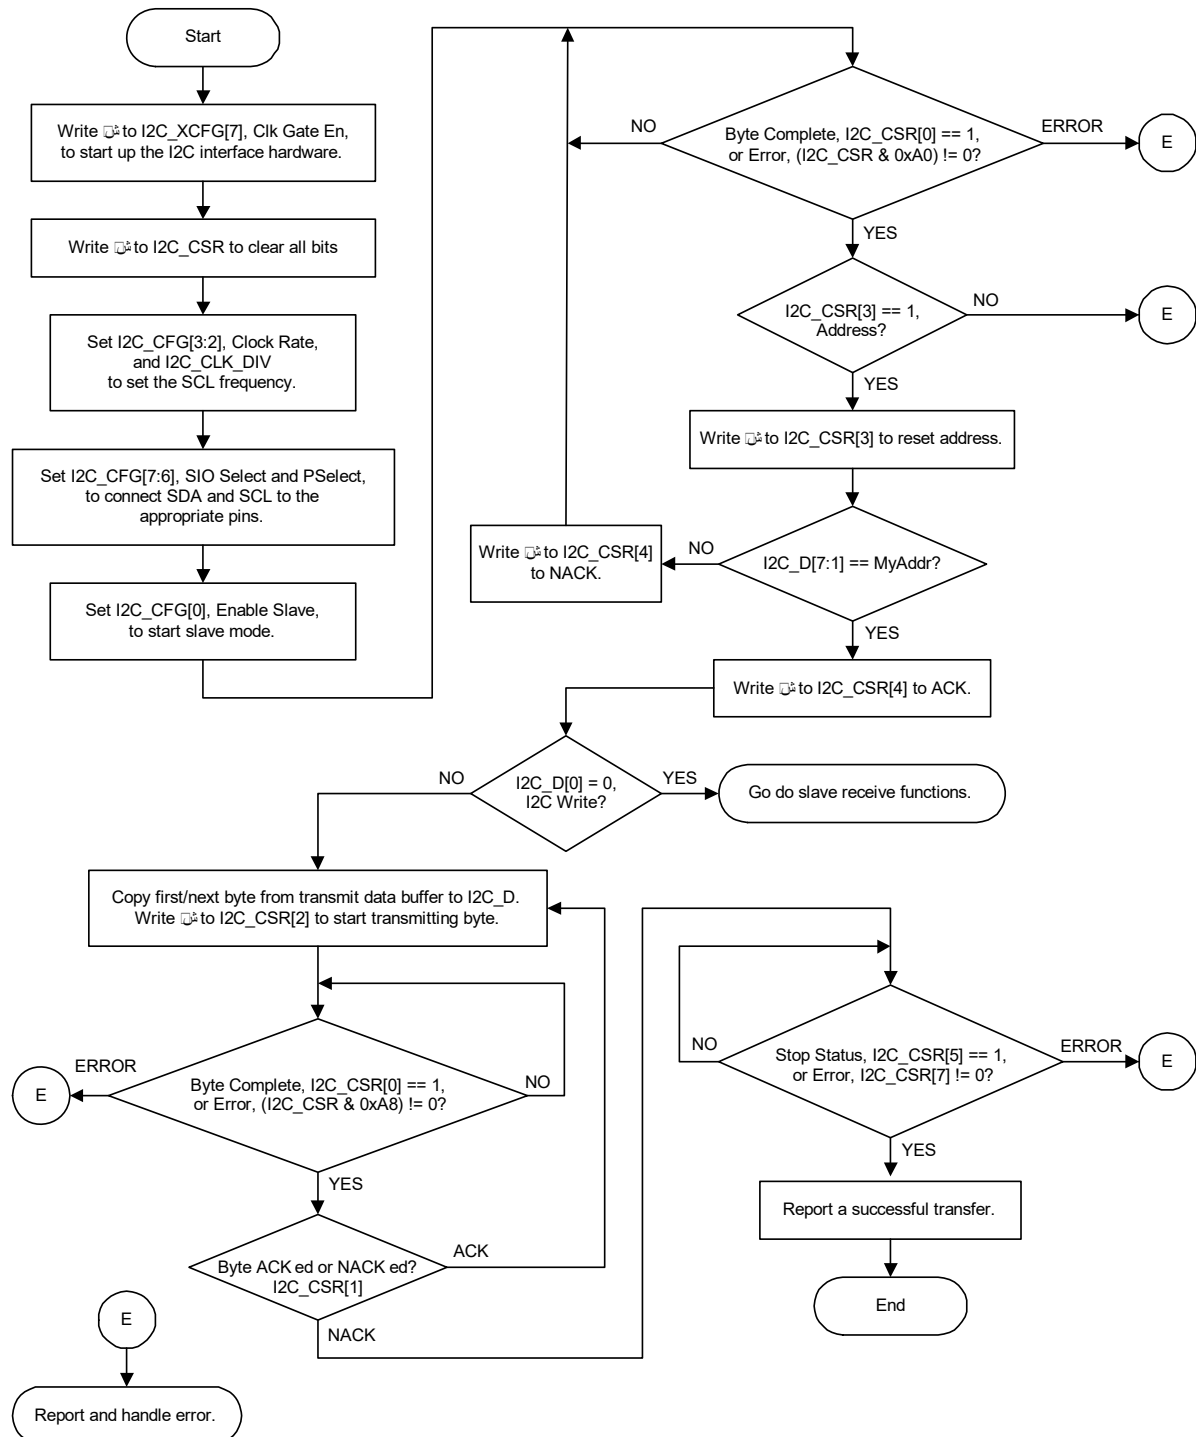 Start
Write to I2C_XCFG[7], Clk Gate En,
to start up the I2C interface hardware.
Write to I2C_CSR to clear all bits
Set I2C_CFG[3:2], Clock Rate,
and I2C_CLK_DIV
to set the SCL frequency.
Set I2C_CFG[7:6], SIO Select and PSelect,
to connect SDA and SCL to the
appropriate pins.
Set I2C_CFG[0], Enable Slave,
to start slave mode.
Byte Complete, I2C_CSR[0] == 1,
or Error, (I2C_CSR & 0xA0) != 0?
NO
ERROR
E
YES
I2C_CSR[3] == 1,
Address?
NO
E
YES
Write to I2C_CSR[3] to reset address.
I2C_D[7:1] == MyAddr?
NO
Write to I2C_CSR[4]
to NACK.
YES
Write to I2C_CSR[4] to ACK.
I2C_D[0] = 0,
I2C Write?
NO
YES
Go do slave receive functions.
Copy first/next byte from transmit data buffer to I2C_D.
Write to I2C_CSR[2] to start transmitting byte.
Byte Complete, I2C_CSR[0] == 1,
or Error, (I2C_CSR & 0xA8) != 0?
ERROR
E
NO
YES
Byte ACK ed or NACK ed?
I2C_CSR[1]
ACK
NACK
Stop Status, I2C_CSR[5] == 1,
or Error, I2C_CSR[7] != 0?
NO
ERROR
E
YES
Report a successful transfer.
End
E
Report and handle error.